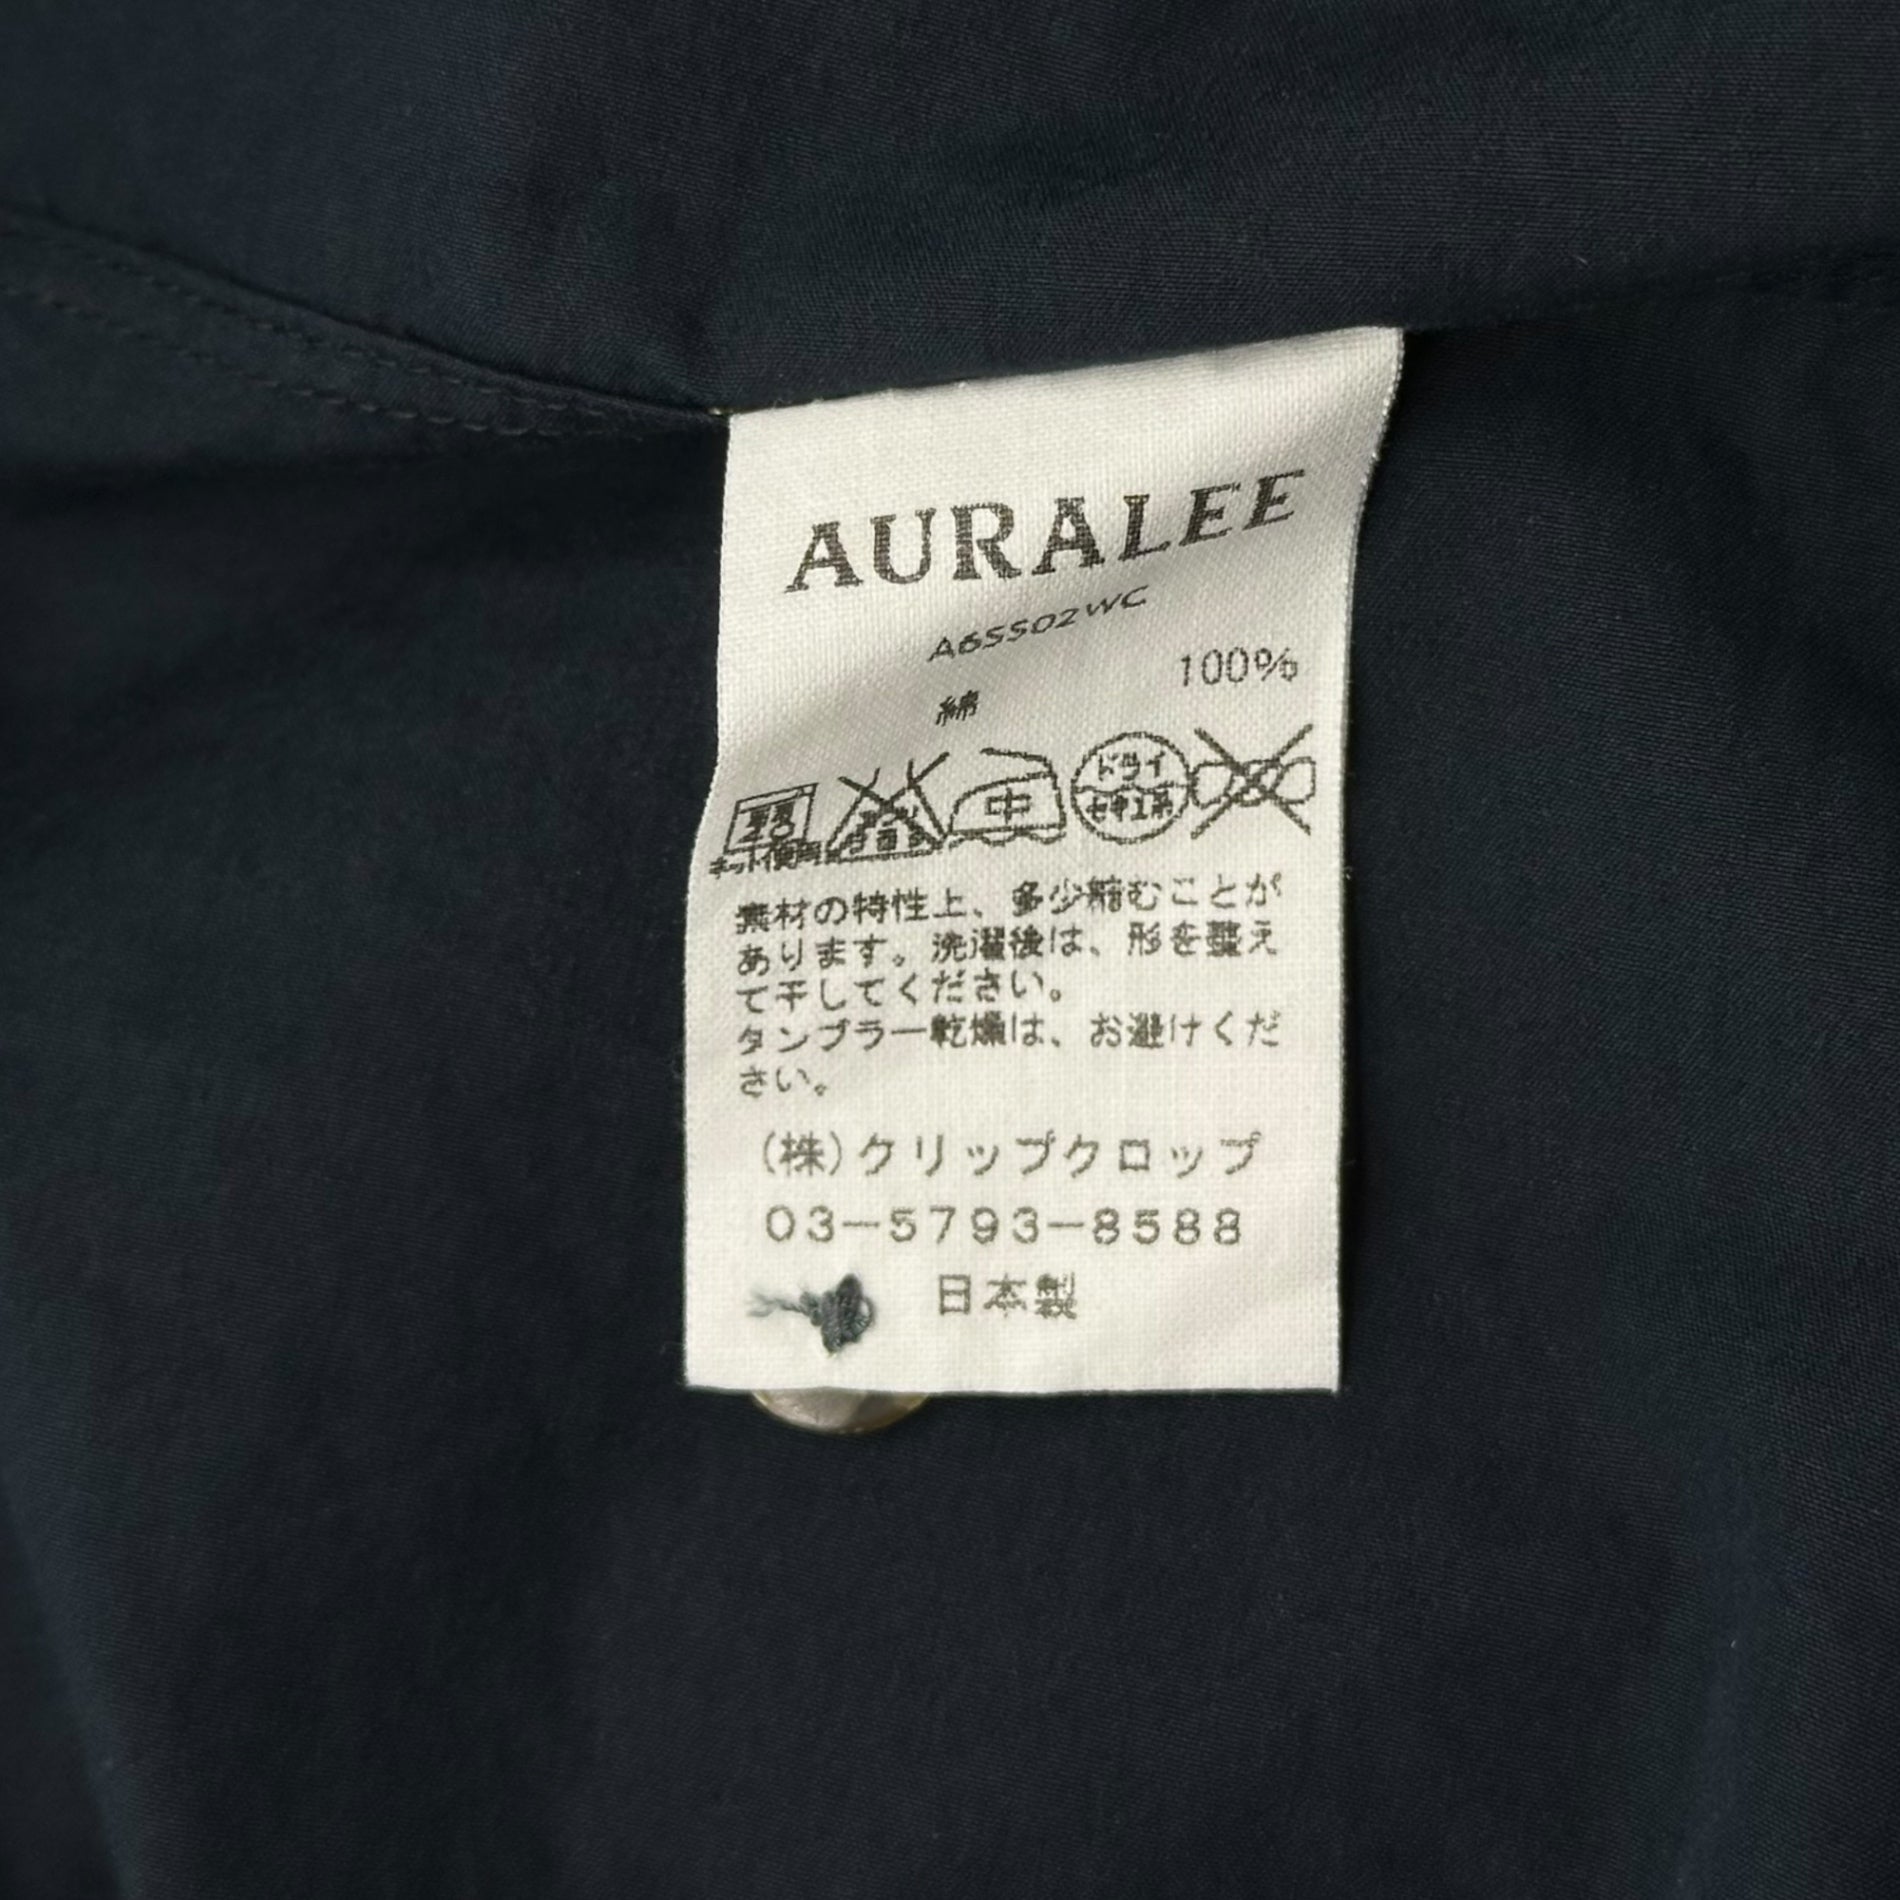 AURALEE
A6SS02WC
綿 100%
中
ドライ
セキユ系
ネット使用
素材の特性上、多少縮むことが
あります。洗濯後は、形を整え
て干してください。
タンブラー乾燥は、お避けくだ
さい。
(株)クリップクロップ
03-5793-8588
日本製